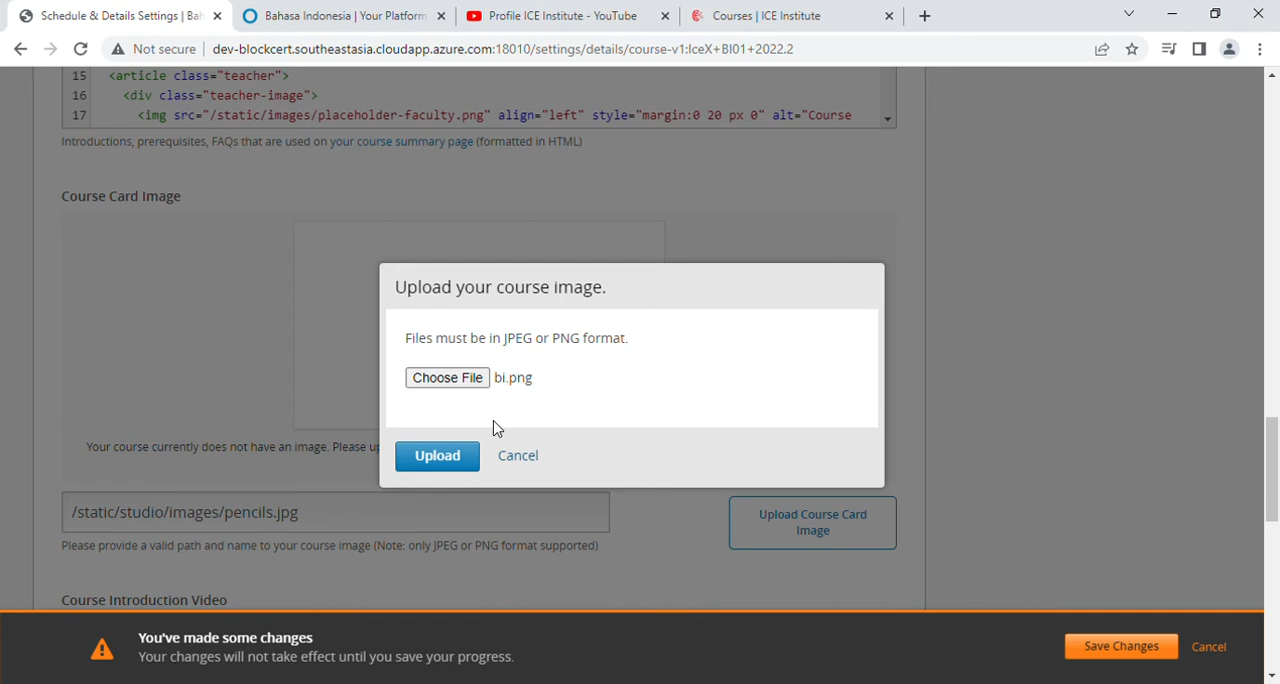 Schedule & Details Settings | Bah
Bahasa Indonesia | Your Platform
Profile ICE Institute - YouTube
Courses | ICE Institute
Not secure
dev-blockcert.southeastasia.cloudapp.azure.com:18010/settings/details/course-v1:IceX+BI01+2022.2
15 <article class="teacher">
16 <div class="teacher-image">
17 <img src="/static/images/placeholder-faculty.png" align="left" style="margin:0 20 px 0" alt="Course
Introductions, prerequisites, FAQs that are used on your course summary page (formatted in HTML)
Course Card Image
Upload your course image.
Files must be in JPEG or PNG format.
Choose File bi.png
Your course currently does not have an image. Please up
Upload
Cancel
/static/studio/images/pencils.jpg
Upload Course Card
Image
Please provide a valid path and name to your course image (Note: only JPEG or PNG format supported)
Course Introduction Video
You've made some changes
Your changes will not take effect until you save your progress.
Save Changes
Cancel